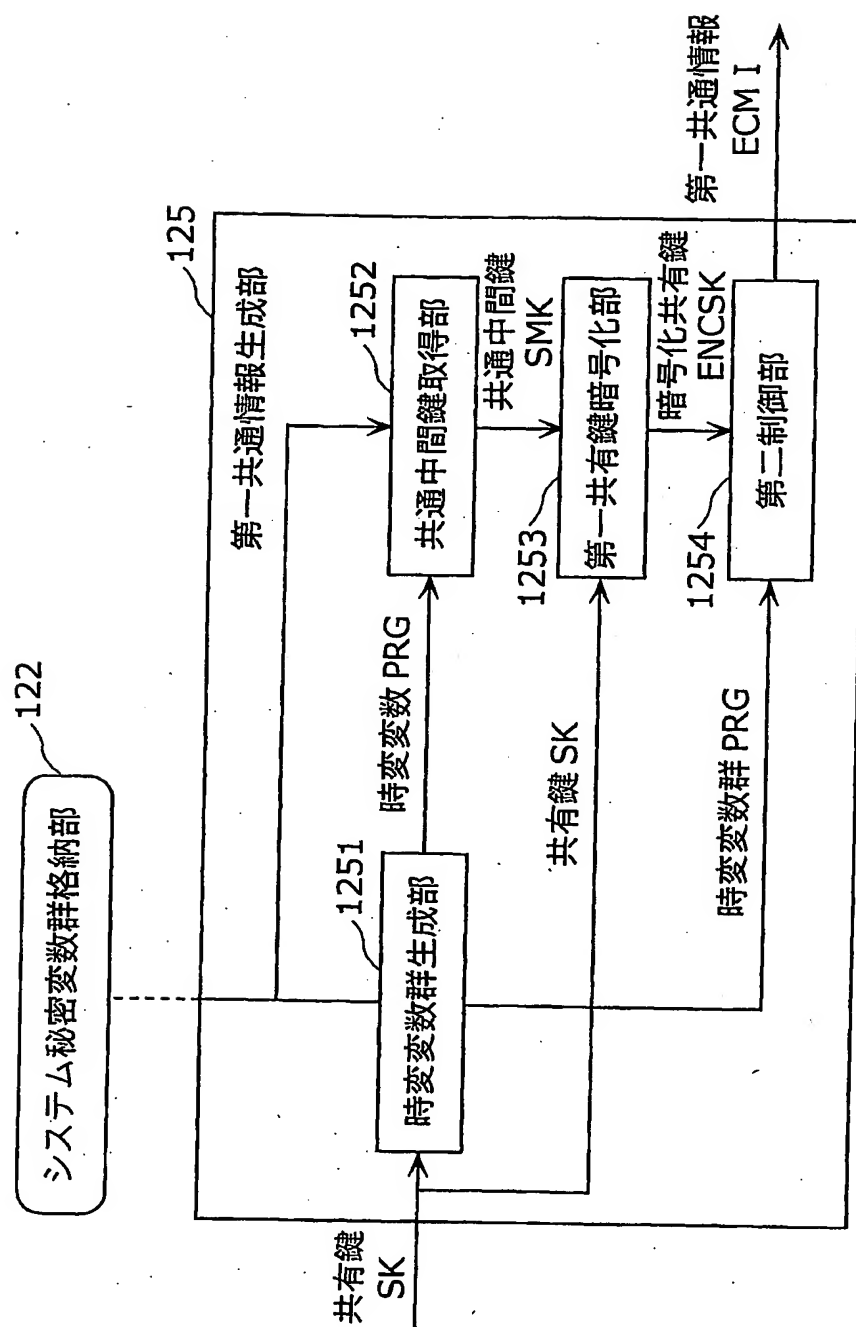 システム秘密変数群格納部
122
125
第一共通情報生成部
共有鍵
SK
時変変数群生成部
1251
時変変数 PRG
共通中間鍵取得部
1252
共通中間鍵
SMK
共有鍵 SK
第一共有鍵暗号化部
1253
暗号化共有鍵
ENCSK
時変変数群 PRG
第二制御部
1254
第一共通情報
ECM I